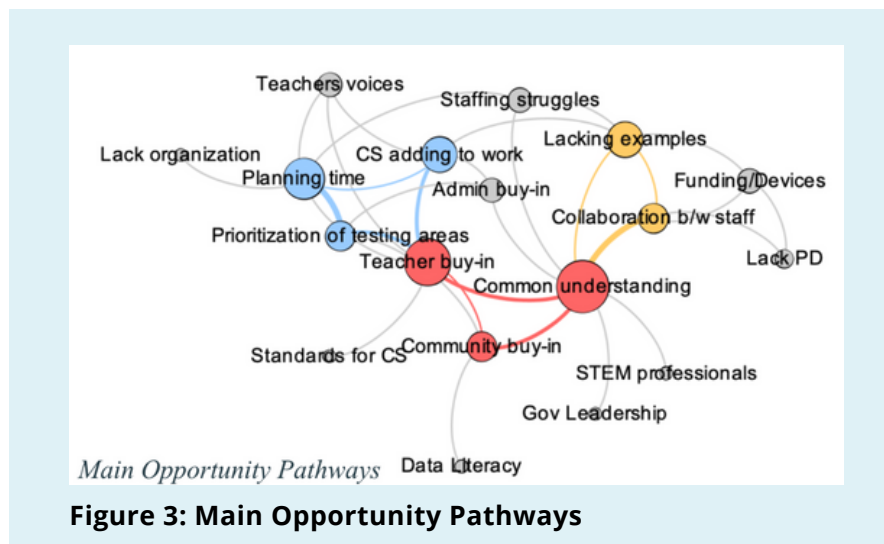 Teachers voices
Staffing struggles
Lacking examples
Lack organization
CS adding to work
Planning time
Admin buy-in
Funding/Devices
Collaboration b/w staff
Prioritization of testing areas
Teacher buy-in
Lack PD
Common understanding
Standards for CS
Community buy-in
STEM professionals
Gov Leadership
Data Literacy
Main Opportunity Pathways
Figure 3: Main Opportunity Pathways